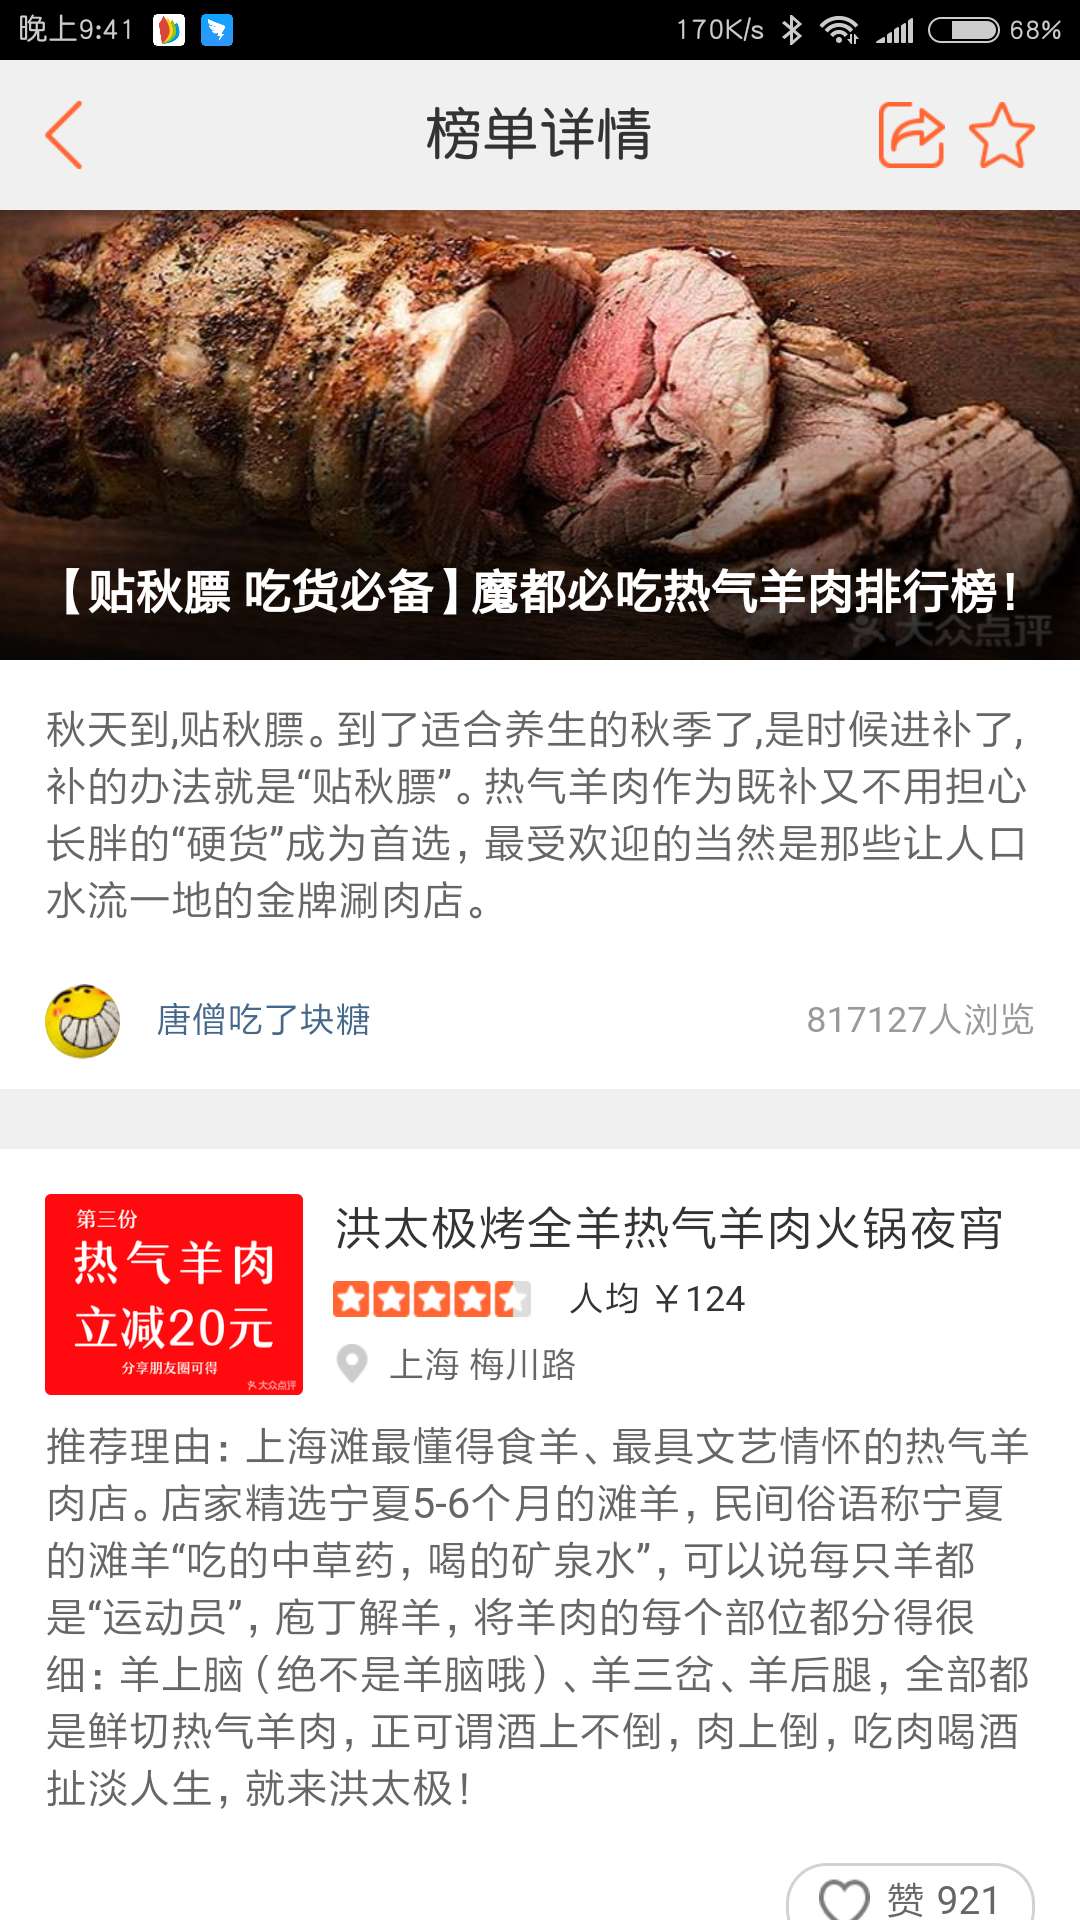 晚上9:41
170K/s
68%
榜单详情
【贴秋膘 吃货必备】魔都必吃热气羊肉排行榜！
大众点评
秋天到,贴秋膘。到了适合养生的秋季了,是时候进补了,
补的办法就是“贴秋膘”。热气羊肉作为既补又不用担心
长胖的“硬货”成为首选，最受欢迎的当然是那些让人口
水流一地的金牌涮肉店。
唐僧吃了块糖
817127人浏览
第三份
热气羊肉
立减20元
分享朋友圈可得
大众点评
洪太极烤全羊热气羊肉火锅夜宵
人均 ￥124
上海 梅川路
推荐理由：上海滩最懂得食羊、最具文艺情怀的热气羊
肉店。店家精选宁夏5-6个月的滩羊，民间俗语称宁夏
的滩羊“吃的中草药，喝的矿泉水”，可以说每只羊都
是“运动员”，庖丁解羊，将羊肉的每个部位都分得很
细：羊上脑（绝不是羊脑哦）、羊三岔、羊后腿，全部都
是鲜切热气羊肉，正可谓酒上不倒，肉上倒，吃肉喝酒
扯淡人生，就来洪太极！
赞 921